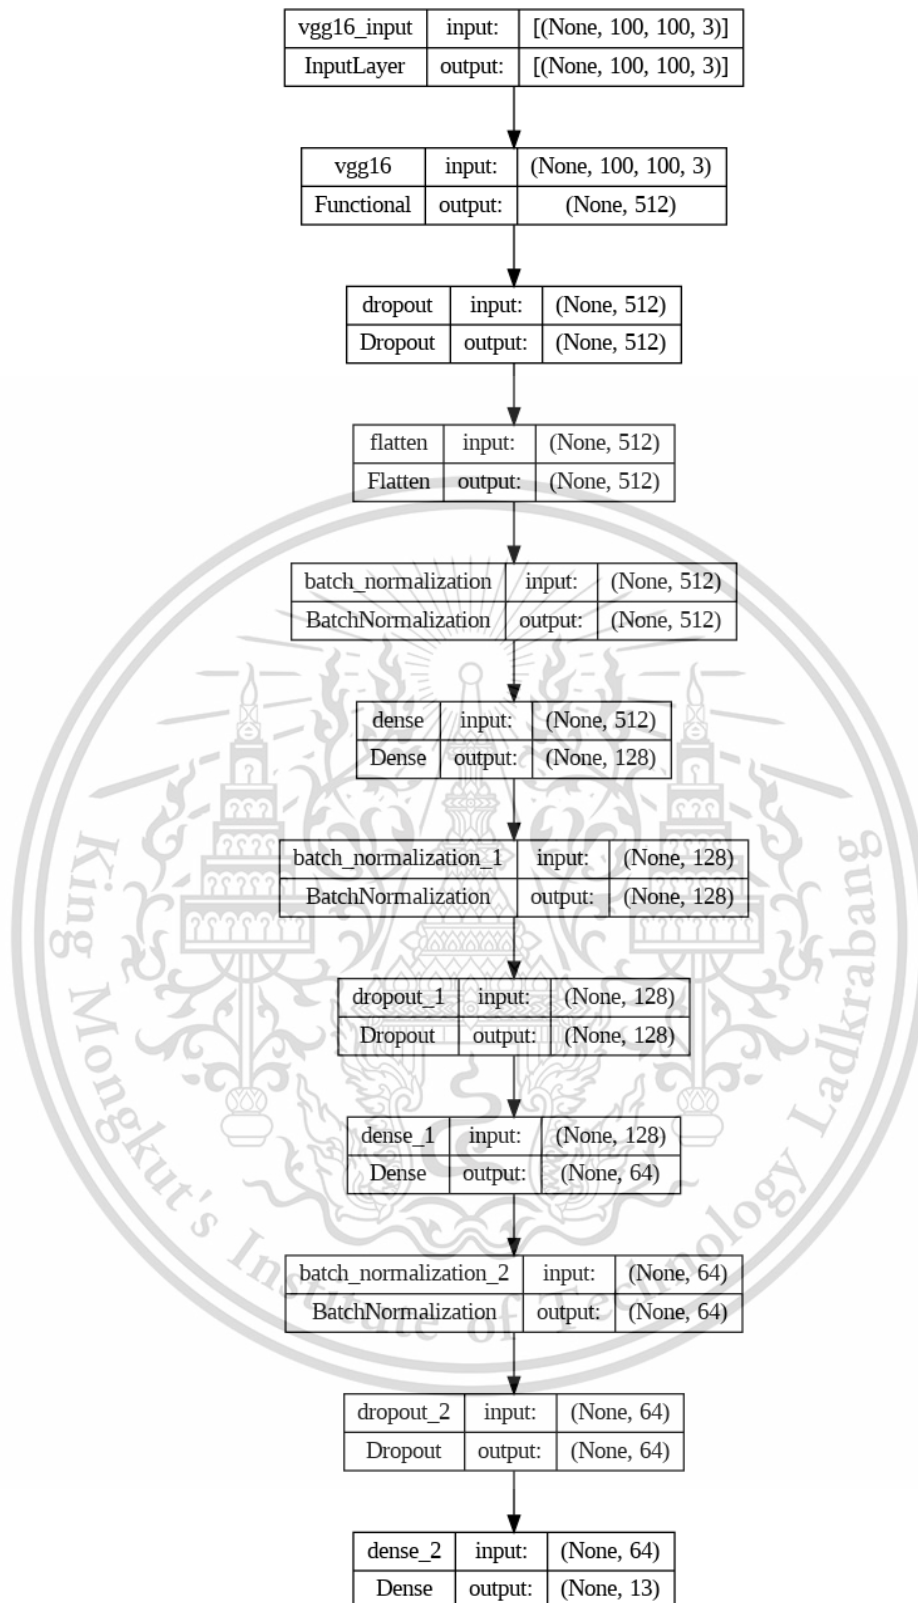 vgg16_input input: [(None, 100, 100, 3)]
InputLayer output: [(None, 100, 100, 3)]
vgg16 input: (None, 100, 100, 3)
Functional output: (None, 512)
dropout input: (None, 512)
Dropout output: (None, 512)
flatten input: (None, 512)
Flatten output: (None, 512)
batch_normalization input: (None, 512)
BatchNormalization output: (None, 512)
dense input: (None, 512)
Dense output: (None, 128)
batch_normalization_1 input: (None, 128)
BatchNormalization output: (None, 128)
dropout_1 input: (None, 128)
Dropout output: (None, 128)
dense_1 input: (None, 128)
Dense output: (None, 64)
batch_normalization_2 input: (None, 64)
BatchNormalization output: (None, 64)
dropout_2 input: (None, 64)
Dropout output: (None, 64)
dense_2 input: (None, 64)
Dense output: (None, 13)
King Mongkut's Institute of Technology Ladkrabang